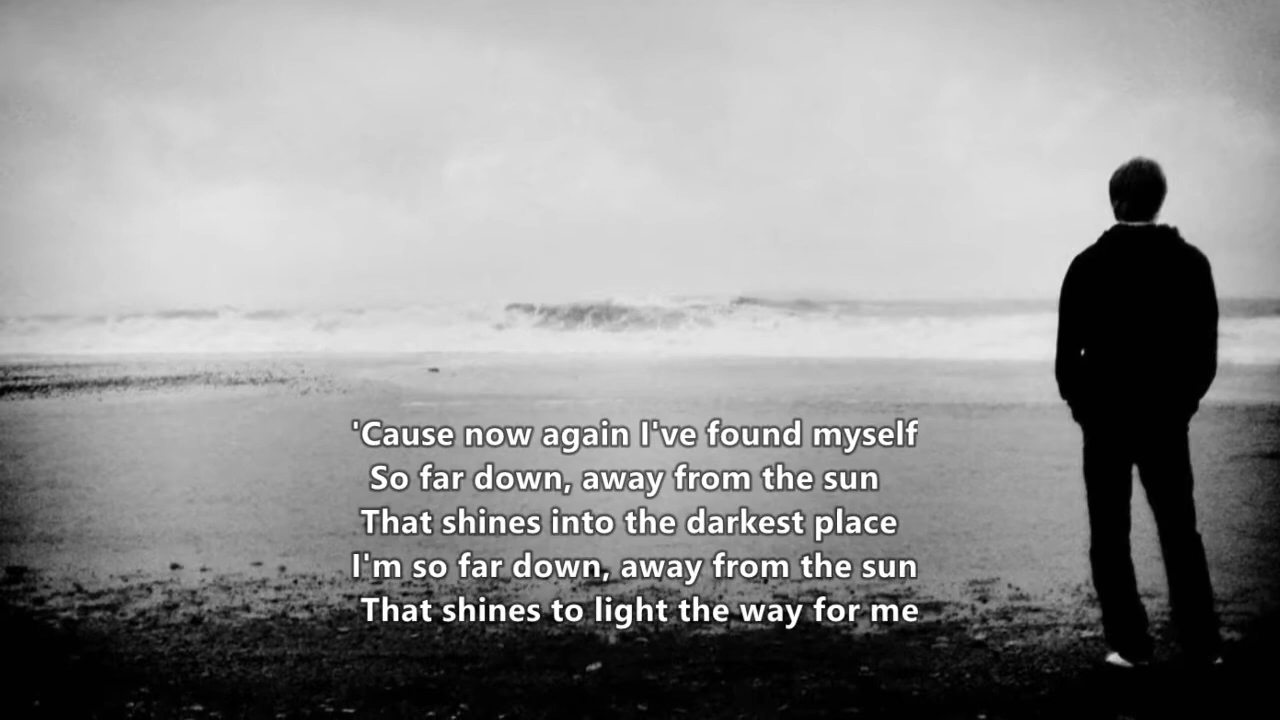 'Cause now again I've found myself
So far down, away from the sun
That shines into the darkest place
I'm so far down, away from the sun
That shines to light the way for me